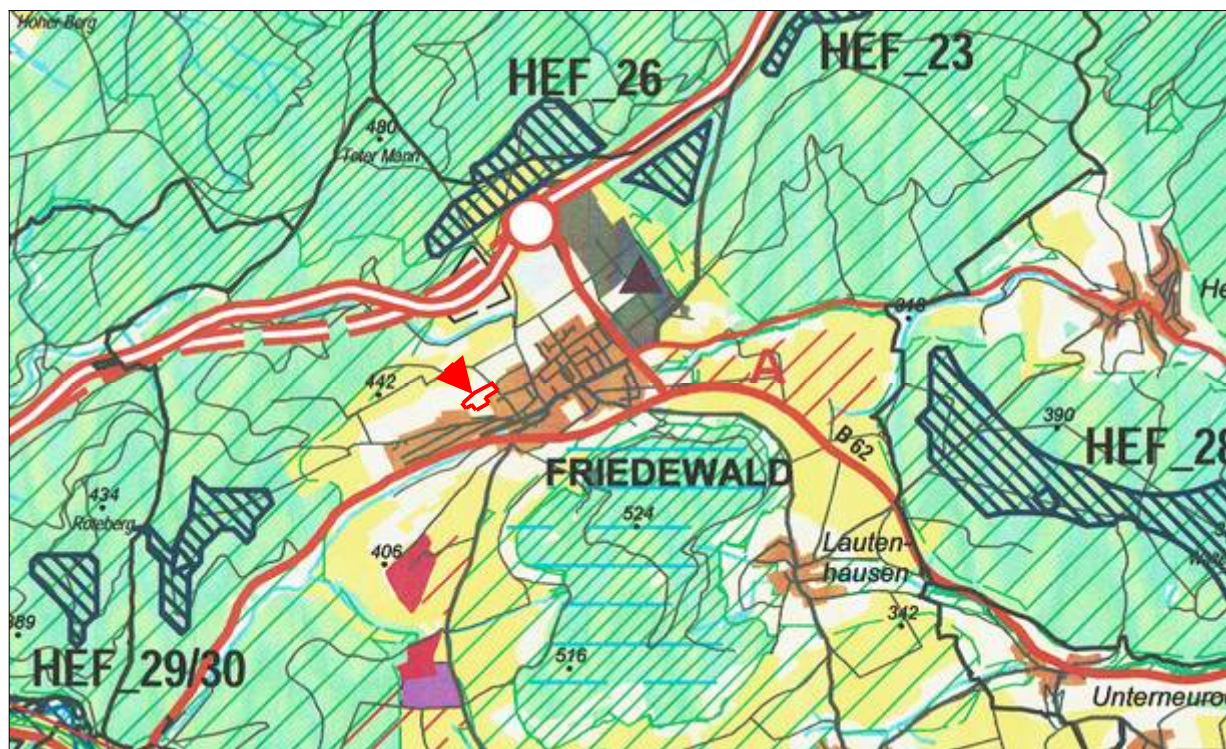 Hoher Berg
HEF_23
HEF_26
480
Toter Mann
318
442
A
390
B 62
HEF_28
FRIEDEWALD
434
Roteberg
524
406
Lauten-
hausen
342
389
516
HEF_29/30
Unterneuro